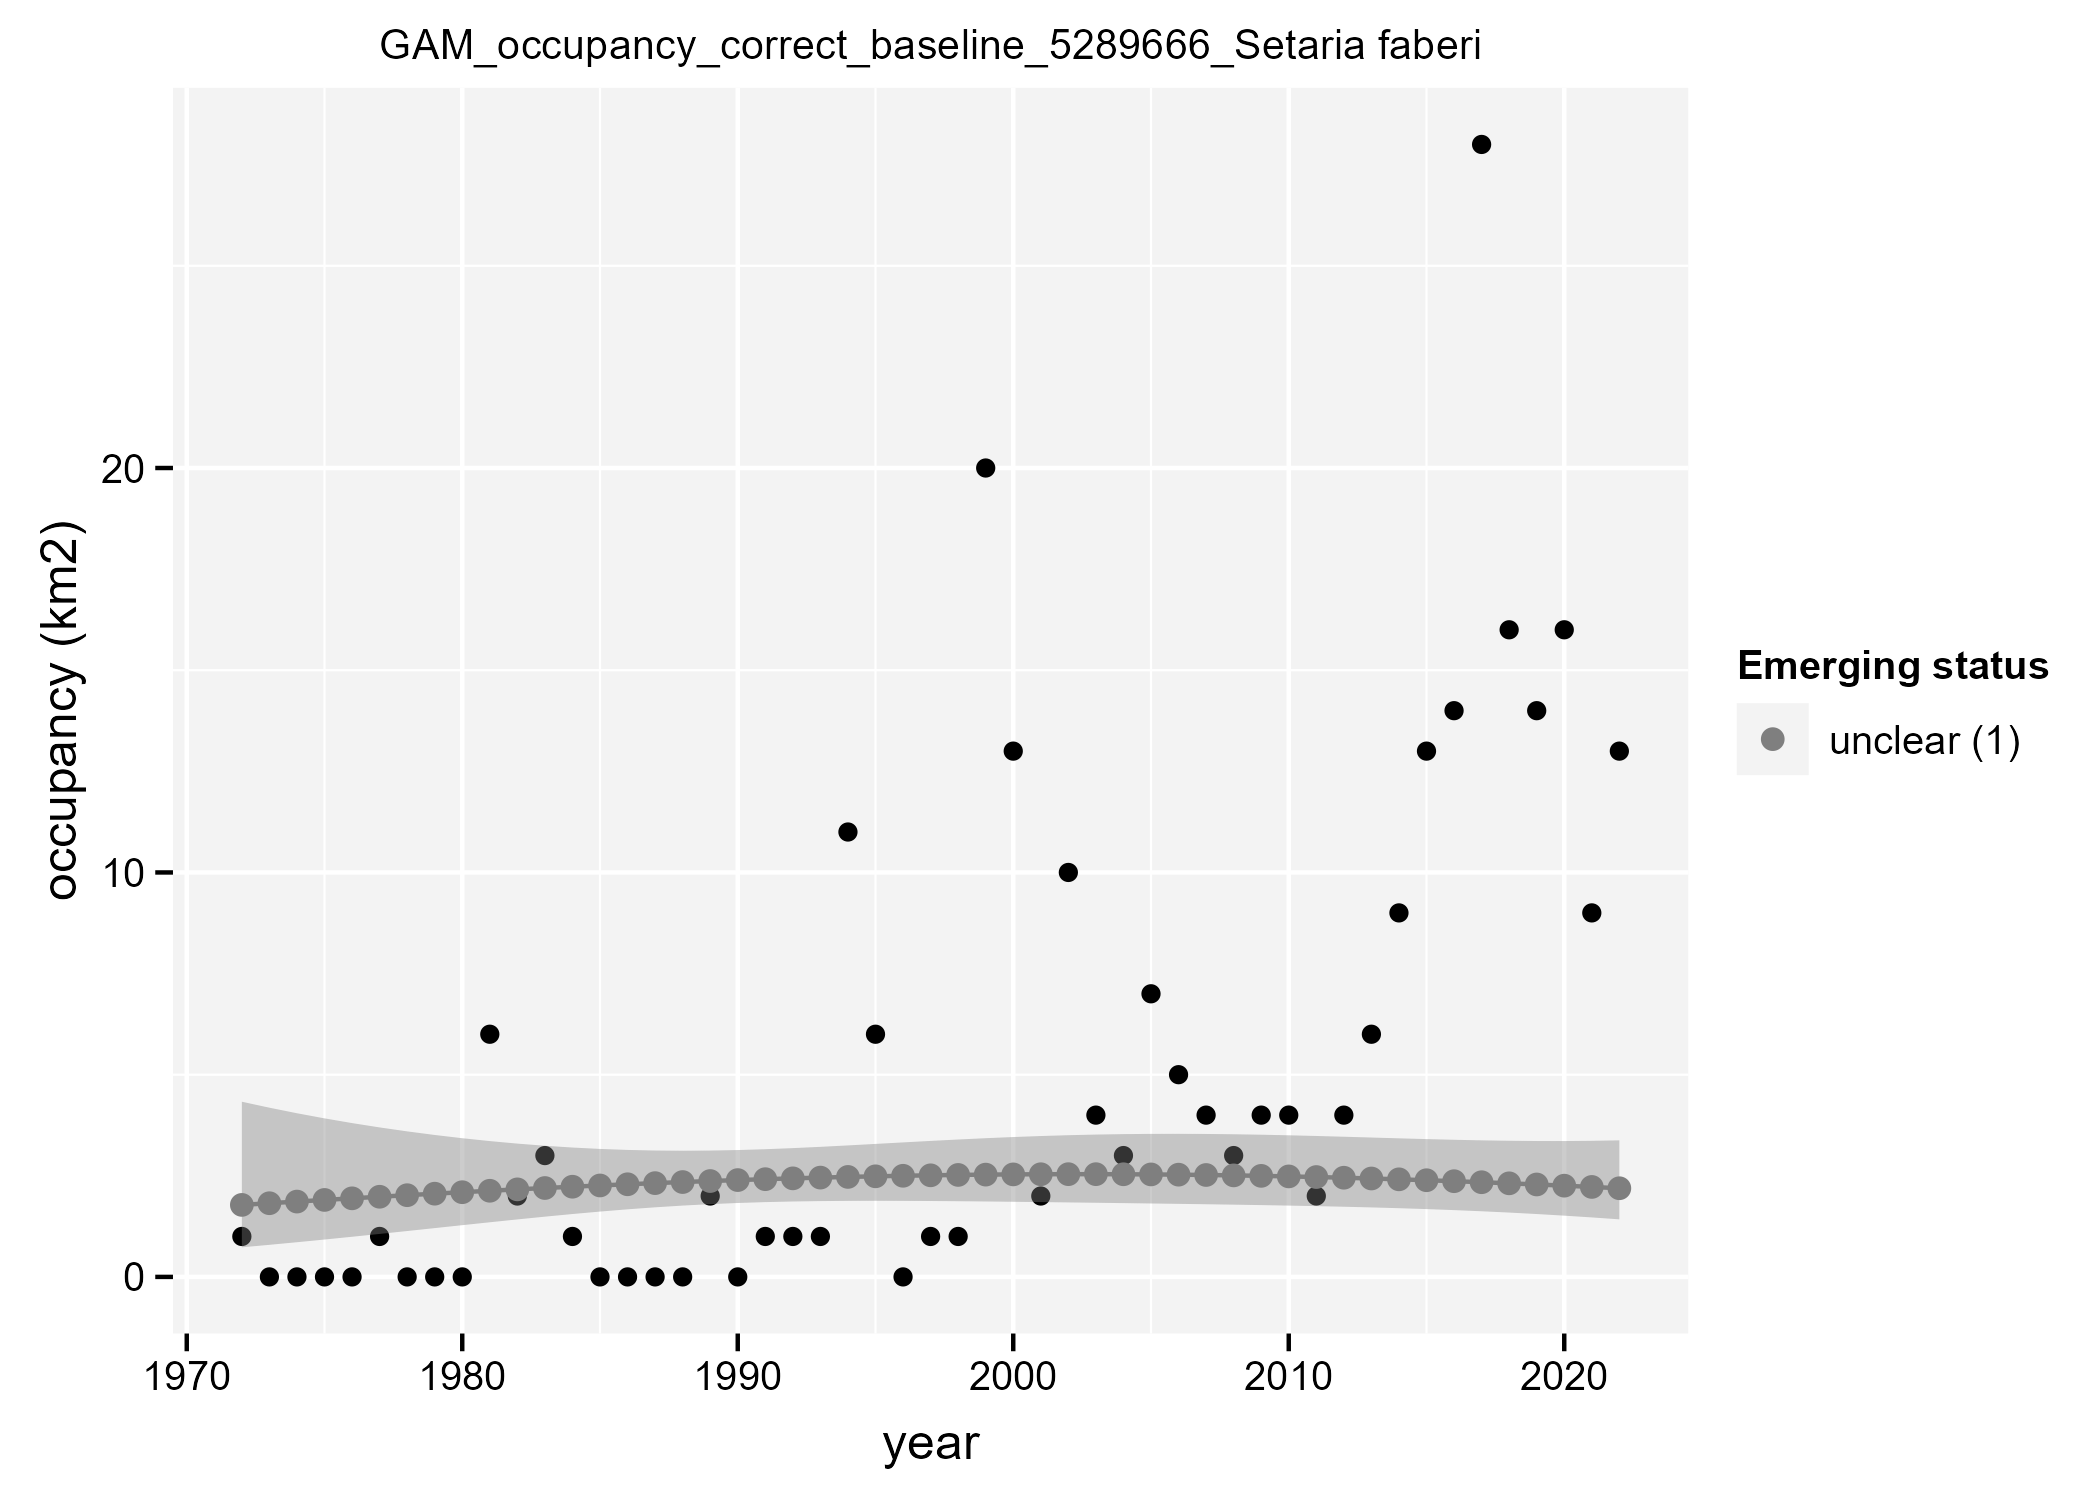 GAM_occupancy_correct_baseline_5289666_Setaria faberi
occupancy (km2)
20
10
0
1970 1980 1990 2000 2010 2020
year
Emerging status
unclear (1)